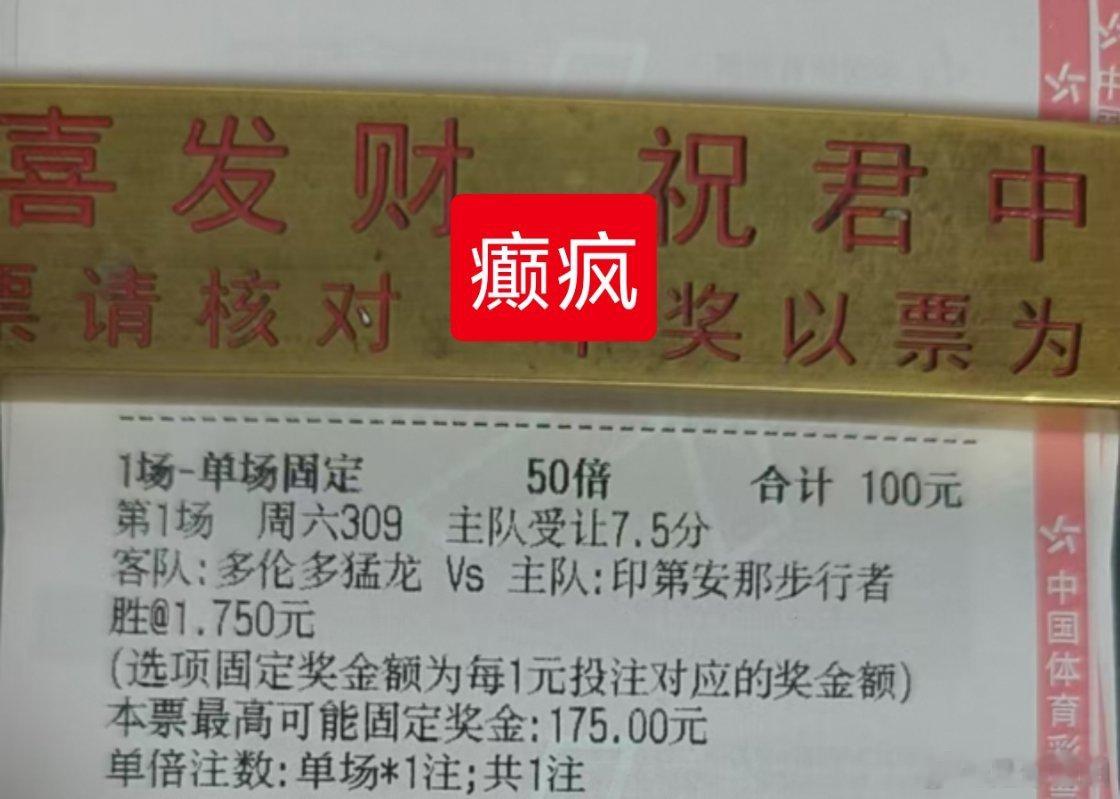 喜发财 祝君中
票请核对 奖以票为
癫疯
1场-单场固定 50倍 合计 100元
第1场 周六309 主队受让7.5分
客队:多伦多猛龙 Vs 主队:印第安那步行者
胜@1.750元
(选项固定奖金额为每1元投注对应的奖金额)
本票最高可能固定奖金:175.00元
单倍注数:单场*1注;共1注
中国体育